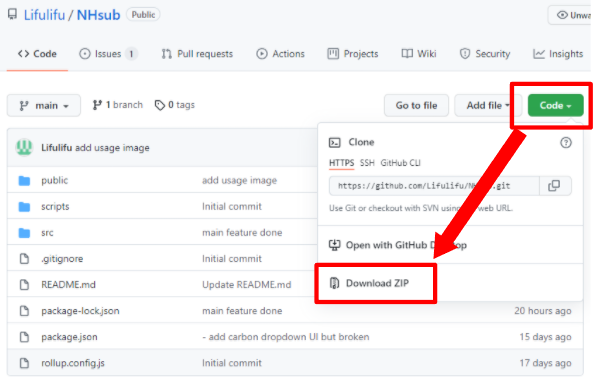 Lifulifu / NHsub Public
Unwa
Code Issues 1 Pull requests Actions Projects Wiki Security Insights
main 1 branch 0 tags Go to file Add file Code
Lifulifu add usage image
Clone
HTTPS SSH GitHub CLI
https://github.com/Lifulifu/NH .git
Use Git or checkout with SVN using web URL.
Open with GitHub D op
Download ZIP
public add usage image
scripts Initial commit
src main feature done
.gitignore Initial commit
README.md Update README.md
package-lock.json main feature done 20 hours ago
package.json - add carbon dropdown UI but broken 15 days ago
rollup.config.js Initial commit 17 days ago